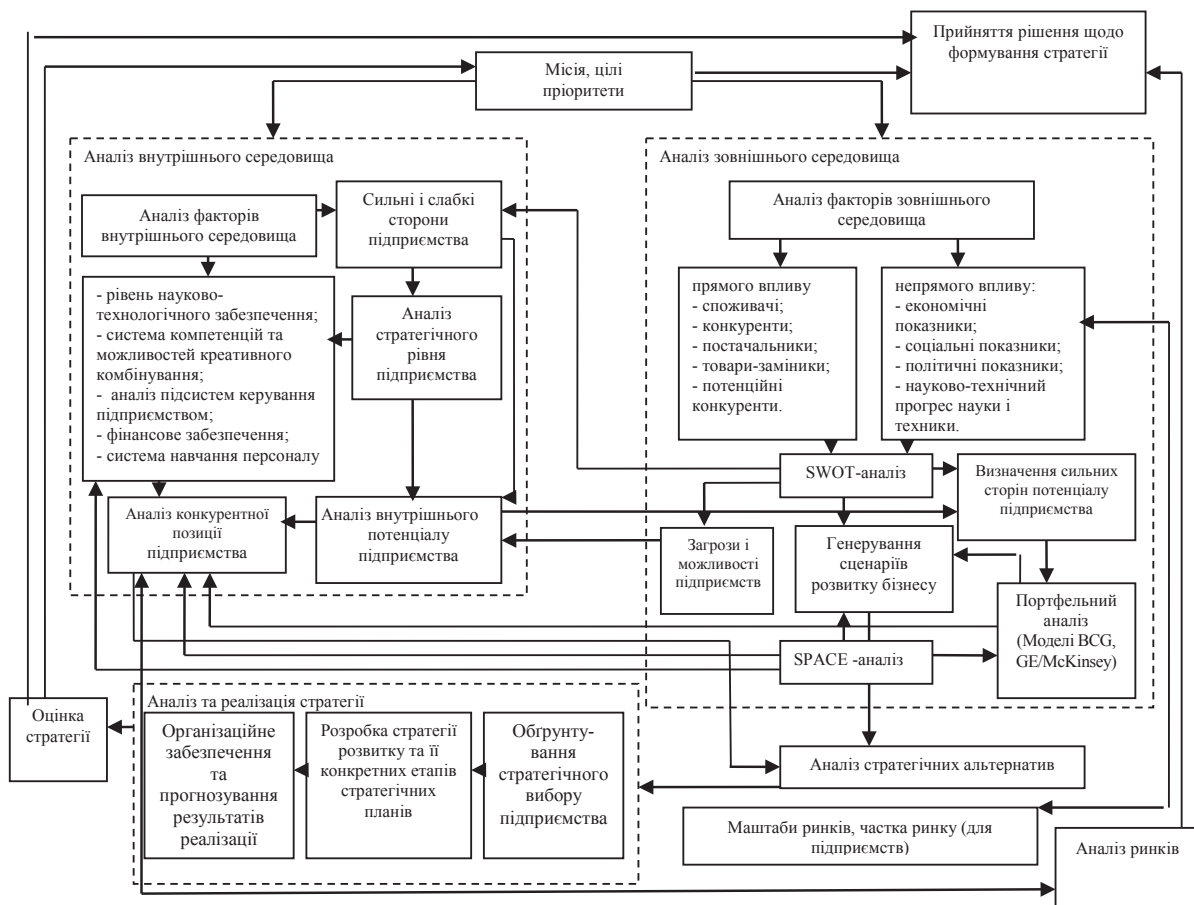 Прийняття рішення щодо
формування стратегії
Місія, цілі
пріоритети
Аналіз внутрішнього середовища
Аналіз факторів
внутрішнього середовища
Сильні і слабкі
сторони
підприємства
- рівень науково-
технологічного забезпечення;
- система компетенцій та
можливостей креативного
комбінування;
- аналіз підсистем керування
підприємством;
- фінансове забезпечення;
- система навчання персоналу
Аналіз
стратегічного
рівня
підприємства
Аналіз конкурентної
позиції
підприємства
Аналіз внутрішнього
потенціалу
підприємства
Аналіз зовнішнього середовища
Аналіз факторів зовнішнього
середовища
прямого впливу
- споживачі;
- конкуренти;
- постачальники;
- товари-заміники;
- потенційні
конкуренти.
непрямого впливу:
- економічні
показники;
- соціальні показники;
- політичні показники;
- науково-технічний
прогрес науки і
техники.
SWOT-аналіз
Визначення сильних
сторін потенціалу
підприємства
Загрози і
можливості
підприємств
Генерування
сценаріїв
розвитку бізнесу
Портфельний
аналіз
(Моделі BCG,
GE/McKinsey)
SPACE -аналіз
Оцінка
стратегії
Аналіз та реалізація стратегії
Організаційне
забезпечення
та
прогнозування
результатів
реалізації
Розробка стратегії
розвитку та її
конкретних етапів
стратегічних
планів
Обґрунту-
вання
стратегічного
вибору
підприємства
Аналіз стратегічних альтернатив
Маштаби ринків, частка ринку (для
підприємств)
Аналіз ринків